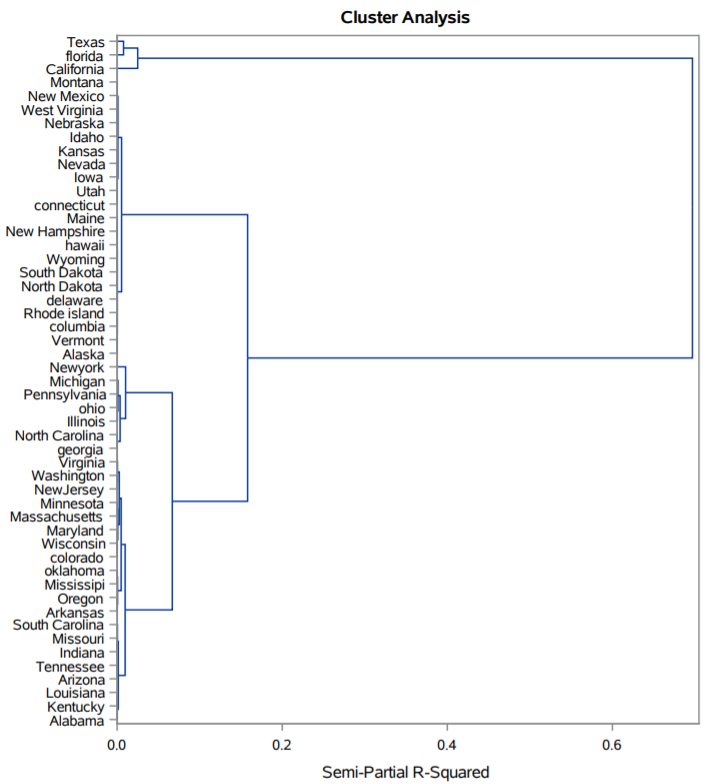 Cluster Analysis
Texas
florida
California
Montana
New Mexico
West Virginia
Nebraska
Idaho
Kansas
Nevada
Iowa
Utah
connecticut
Maine
New Hampshire
hawaii
Wyoming
South Dakota
North Dakota
delaware
Rhode island
columbia
Vermont
Alaska
Newyork
Michigan
Pennsylvania
ohio
Illinois
North Carolina
georgia
Virginia
Washington
NewJersey
Minnesota
Massachusetts
Maryland
Wisconsin
colorado
oklahoma
Mississipi
Oregon
Arkansas
South Carolina
Missouri
Indiana
Tennessee
Arizona
Louisiana
Kentucky
Alabama
0.0 0.2 0.4 0.6
Semi-Partial R-Squared